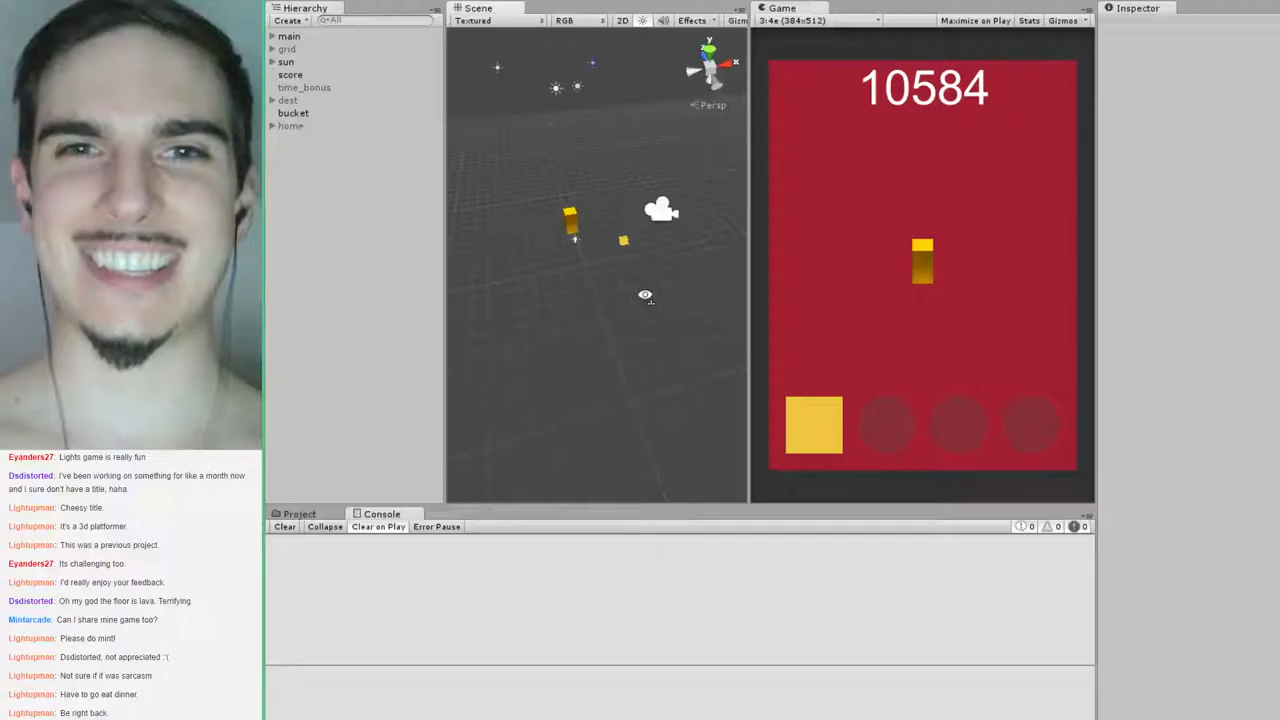 Hierarchy
Create
All
main
grid
sun
score
time_bonus
dest
bucket
home
Scene
Textured
RGB
2D
Effects
Gizm
y
x
z
Persp
Game
3:4e (384x512)
Maximize on Play
Stats
Gizmos
10584
Inspector
Project
Console
Clear
Collapse
Clear on Play
Error Pause
0
0
0
Eyanders27: Lights game is really fun
Dsdistorted: I've been working on something for like a month now
and I sure don't have a title, haha.
Lightupman: Cheesy title.
Lightupman: It's a 3d platformer.
Lightupman: This was a previous project.
Eyanders27: Its challenging too.
Lightupman: I'd really enjoy your feedback.
Dsdistorted: Oh my god the floor is lava. Terrifying.
Mintarcade: Can I share mine game too?
Lightupman: Please do mint!
Lightupman: Dsdistorted, not appreciated :'(
Lightupman: Not sure if it was sarcasm.
Lightupman: Have to go eat dinner.
Lightupman: Be right back.